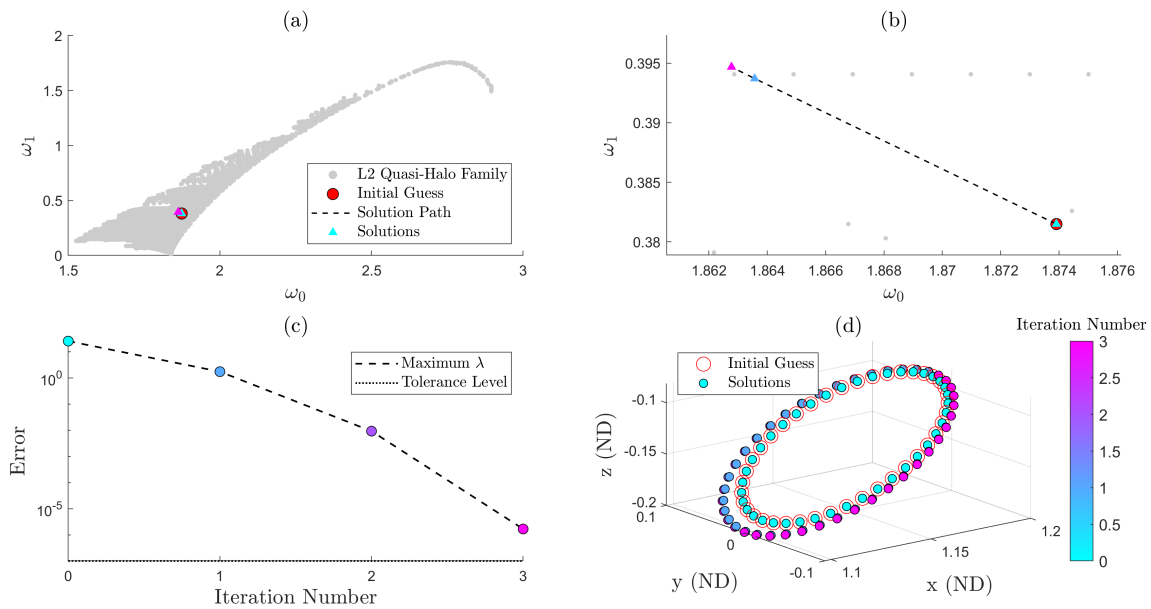 (a)
2
1.5
1
0.5
0
1.5
2
2.5
3
ω1
ω0
L2 Quasi-Halo Family
Initial Guess
Solution Path
Solutions
(b)
0.395
0.39
0.385
0.38
1.862
1.864
1.866
1.868
1.87
1.872
1.874
1.876
ω1
ω0
(c)
10^0
10^-5
0
1
2
3
Error
Iteration Number
Maximum λ
Tolerance Level
(d)
Initial Guess
Solutions
-0.1
-0.15
-0.2
0.1
0
-0.1
1.1
1.15
1.2
z (ND)
y (ND)
x (ND)
Iteration Number
3
2.5
2
1.5
1
0.5
0